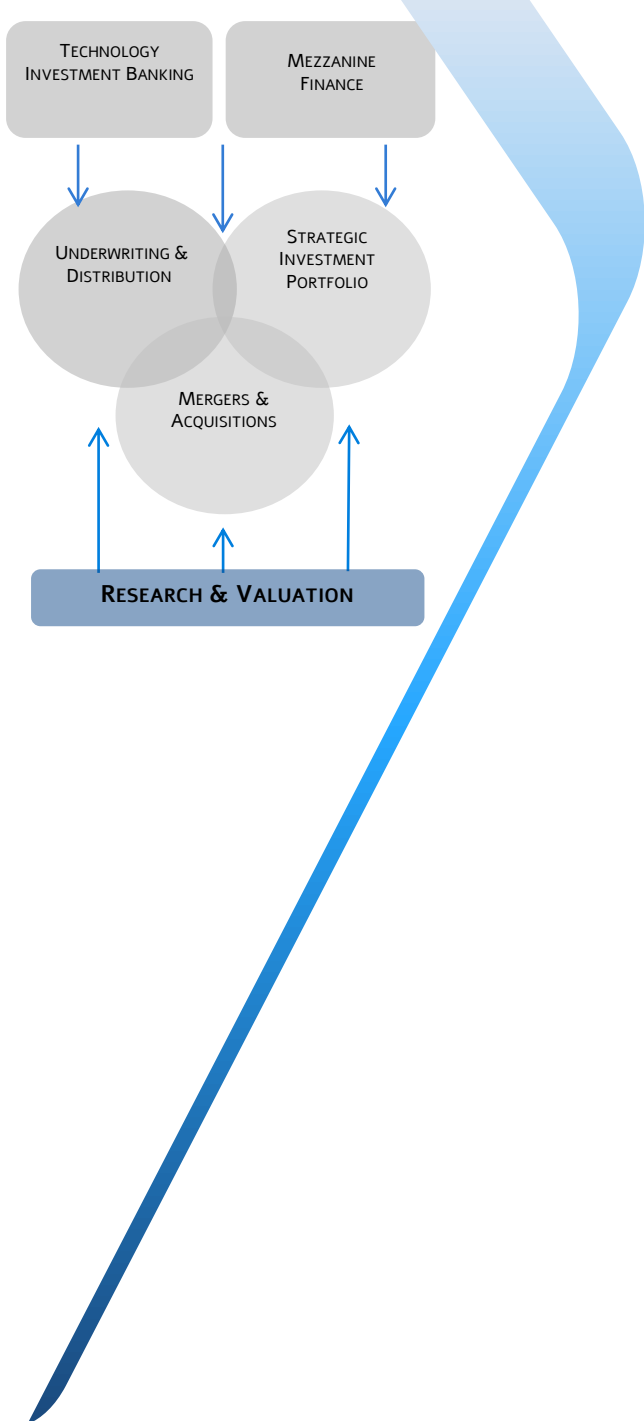 Technology
Investment Banking
Mezzanine
Finance
Underwriting &
Distribution
Strategic
Investment
Portfolio
Mergers &
Acquisitions
Research & Valuation